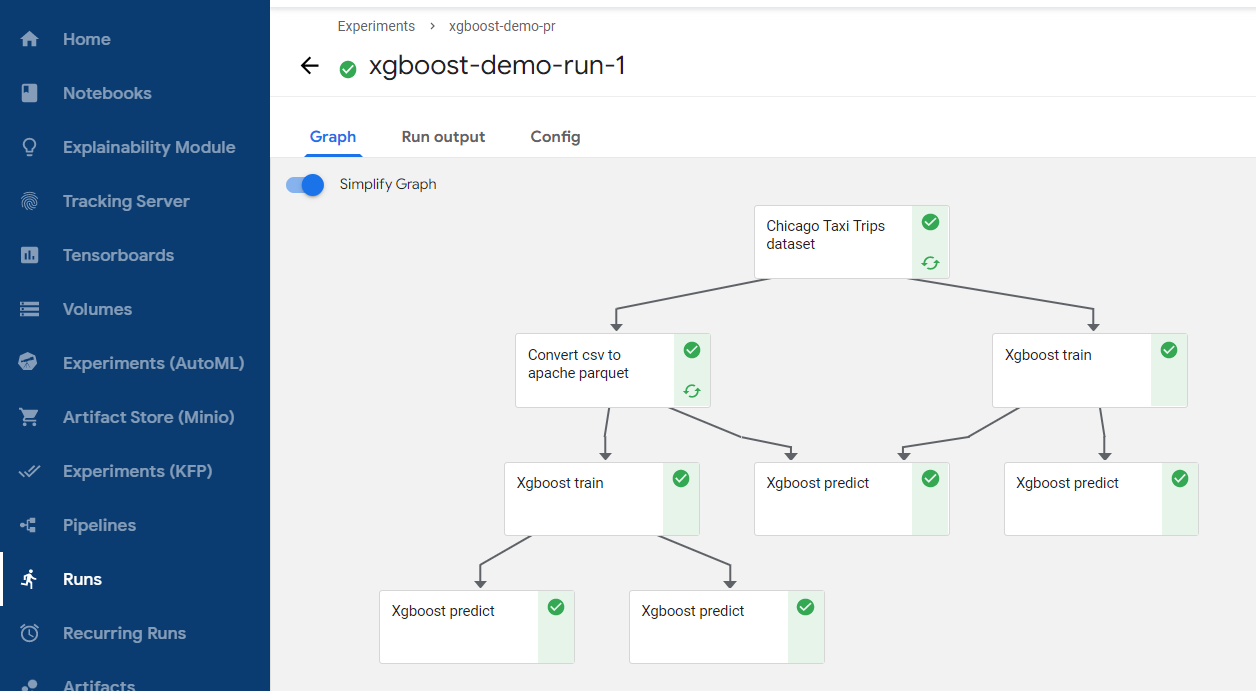 Home
Notebooks
Explainability Module
Tracking Server
Tensorboards
Volumes
Experiments (AutoML)
Artifact Store (Minio)
Experiments (KFP)
Pipelines
Runs
Recurring Runs
Artifacts
Experiments > xgboost-demo-pr
xgboost-demo-run-1
Graph Run output Config
Simplify Graph
Chicago Taxi Trips
dataset
Convert csv to
apache parquet
Xgboost train
Xgboost train
Xgboost predict
Xgboost predict
Xgboost predict
Xgboost predict